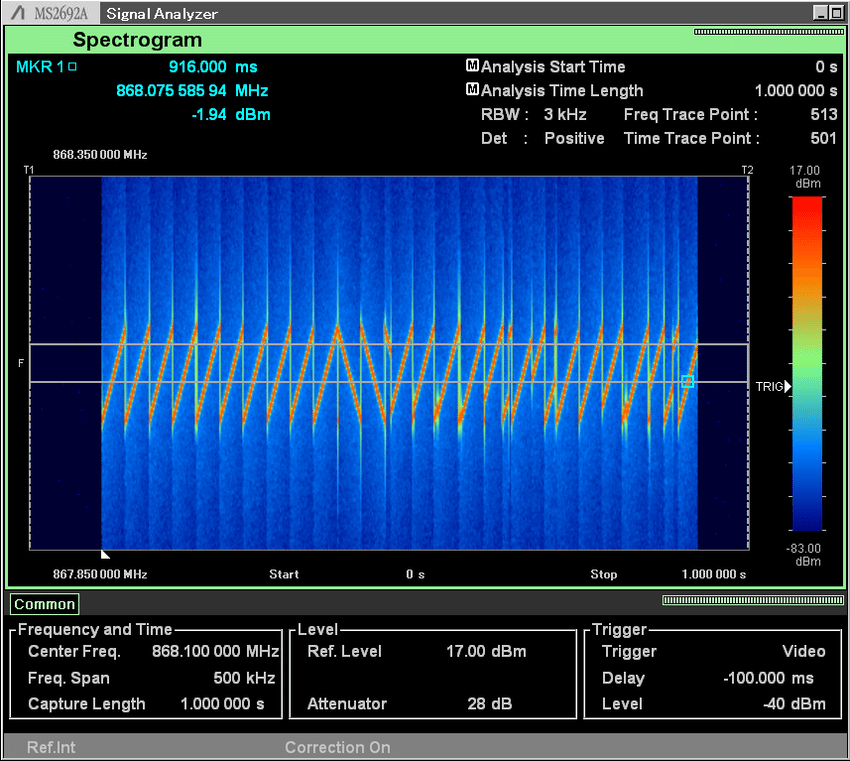 MS2692A Signal Analyzer
Spectrogram
MKR 1 916.000 ms
868.075 585 94 MHz
-1.94 dBm
M Analysis Start Time 0 s
M Analysis Time Length 1.000 000 s
RBW : 3 kHz Freq Trace Point : 513
Det : Positive Time Trace Point : 501
868.350 000 MHz
T1 T2
17.00
dBm
F
TRIG
-83.00
dBm
867.850 000 MHz Start 0 s Stop 1.000 000 s
Common
Frequency and Time
Center Freq. 868.100 000 MHz
Freq. Span 500 kHz
Capture Length 1.000 000 s
Level
Ref. Level 17.00 dBm
Attenuator 28 dB
Trigger
Trigger Video
Delay -100.000 ms
Level -40 dBm
Ref.Int Correction On